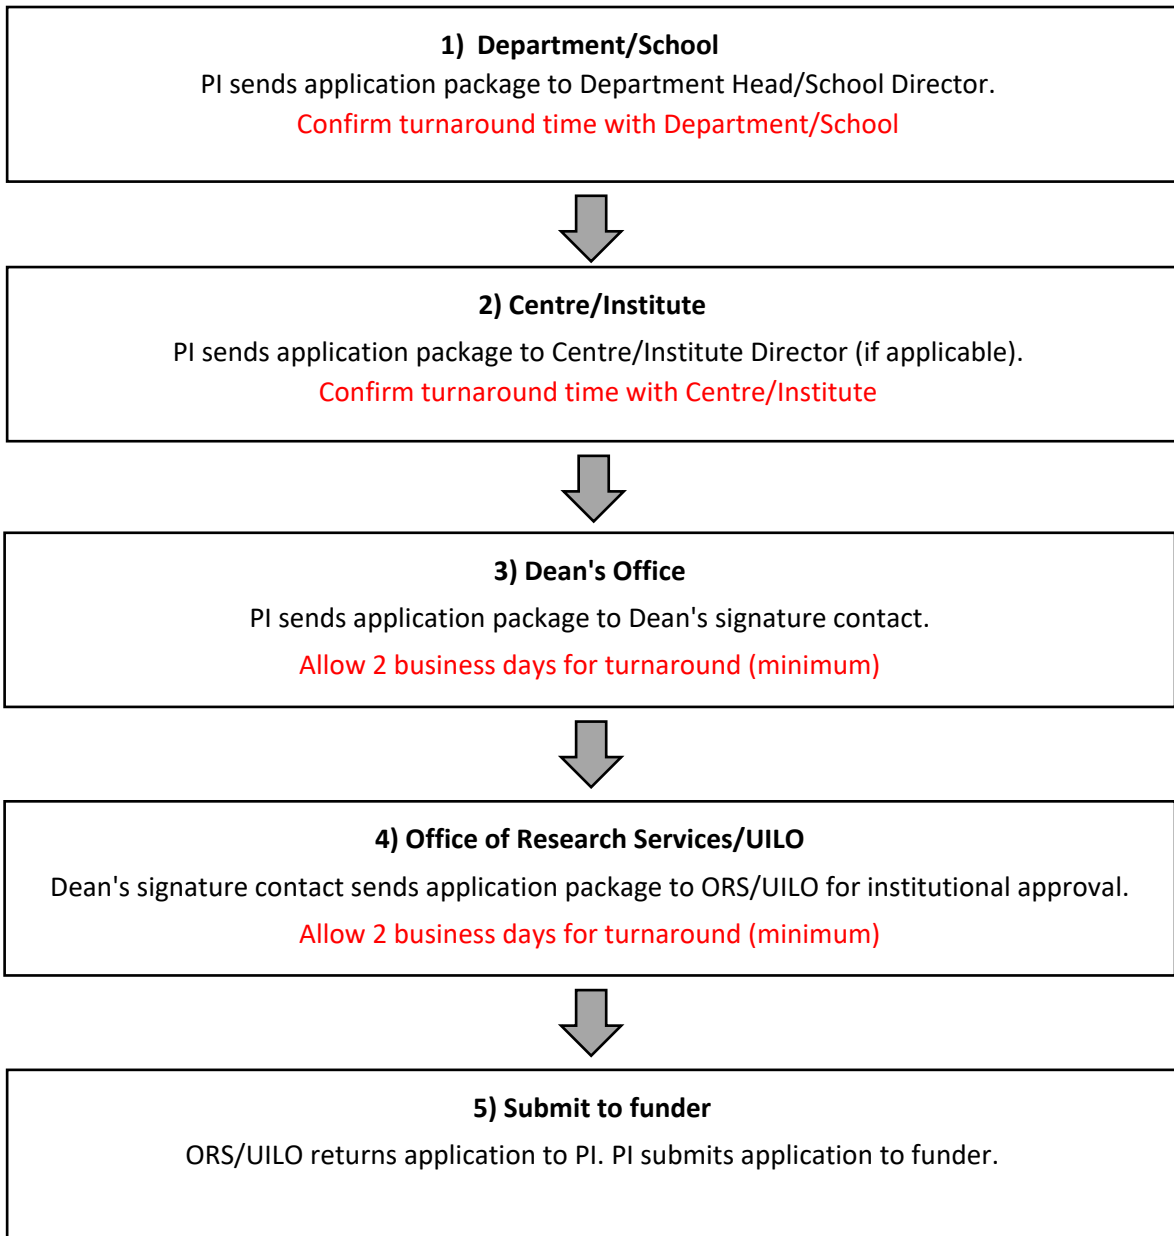 1) Department/School
PI sends application package to Department Head/School Director.
Confirm turnaround time with Department/School
2) Centre/Institute
PI sends application package to Centre/Institute Director (if applicable).
Confirm turnaround time with Centre/Institute
3) Dean's Office
PI sends application package to Dean's signature contact.
Allow 2 business days for turnaround (minimum)
4) Office of Research Services/UILO
Dean's signature contact sends application package to ORS/UILO for institutional approval.
Allow 2 business days for turnaround (minimum)
5) Submit to funder
ORS/UILO returns application to PI. PI submits application to funder.